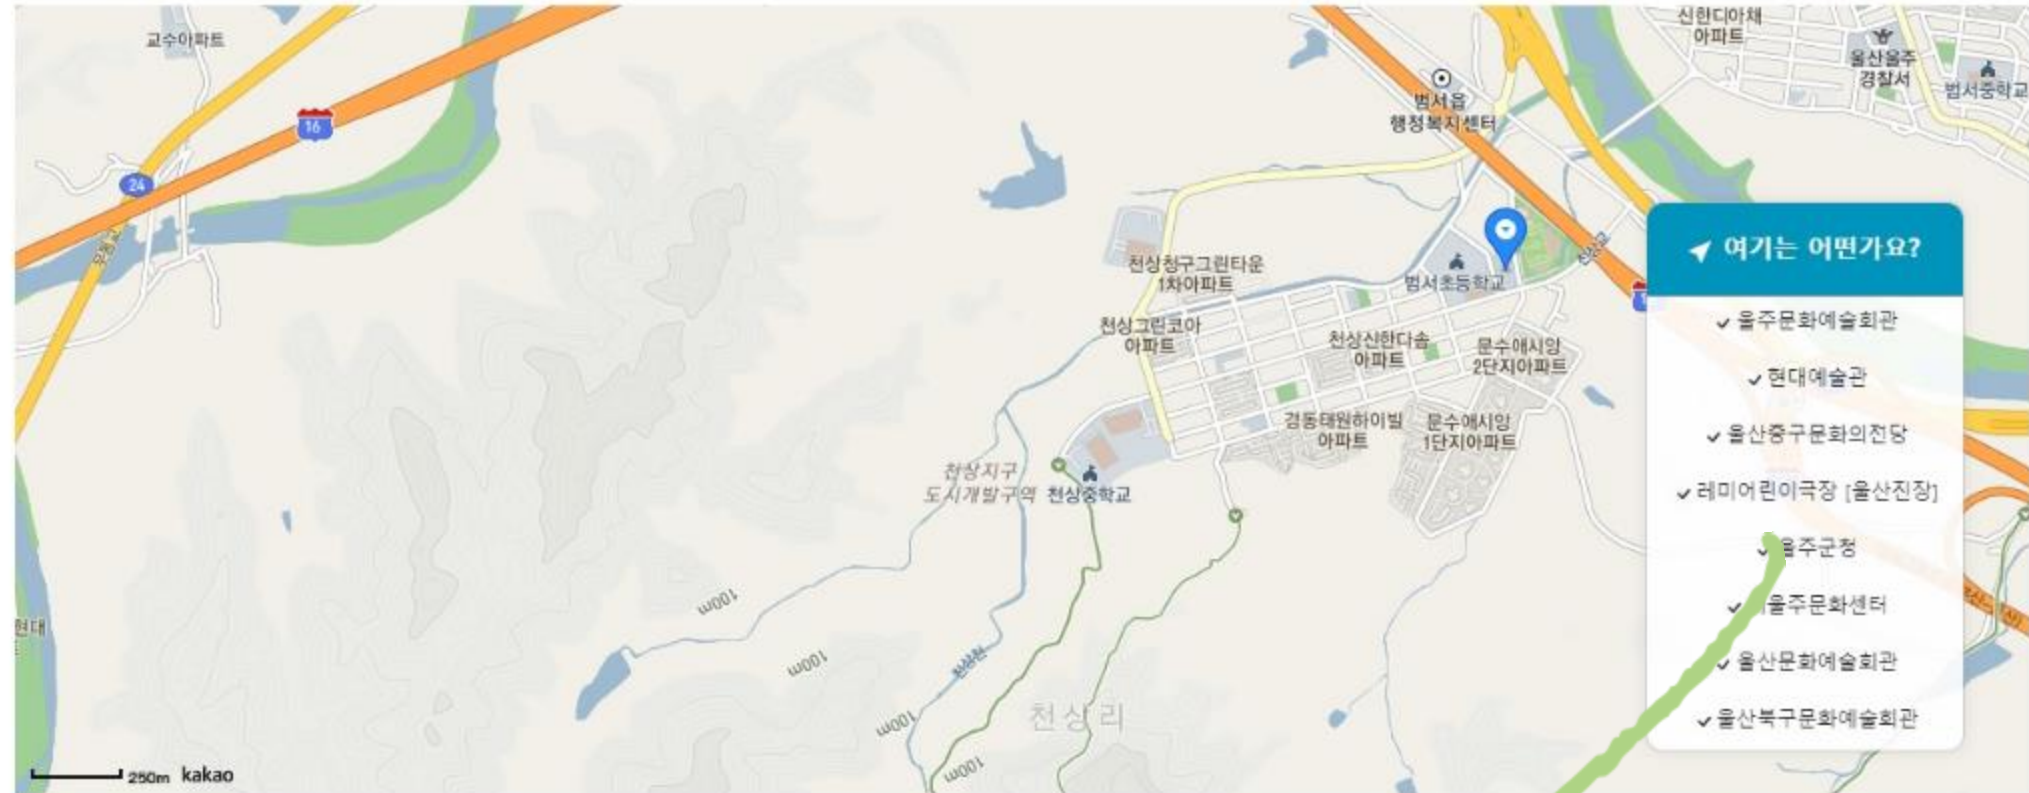 교수아파트
16
24
신한디아채
아파트
울산울주
경찰서
범서중학교
범서읍
행정복지센터
천상교
천상청구그린타운
1차아파트
범서초등학교
천상그린코아
아파트
천상신한다솜
아파트
문수애시앙
2단지아파트
경동태원하이빌
아파트
문수애시앙
1단지아파트
천상지구
도시개발구역
천상중학교
100m
100m
천상천
100m
100m
천상리
현대
250m kakao
여기는 어떤가요?
울주문화예술회관
현대예술관
울산중구문화의전당
레미어린이극장 [울산진장]
울주군청
울주문화센터
울산문화예술회관
울산북구문화예술회관